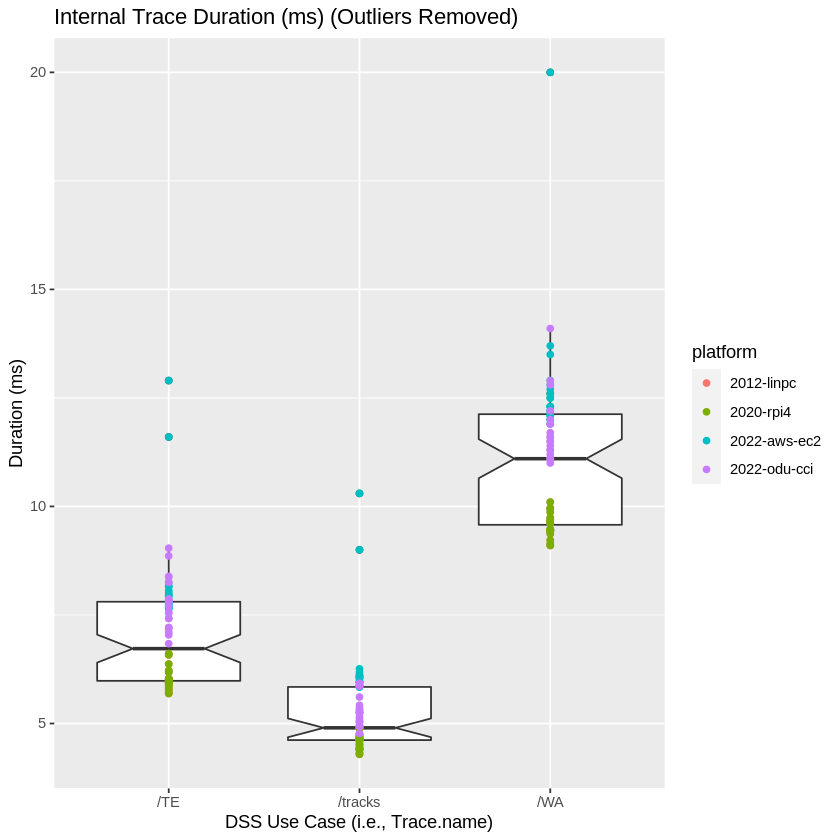 Internal Trace Duration (ms) (Outliers Removed)
20
15
10
5
Duration (ms)
/TE
/tracks
/WA
DSS Use Case (i.e., Trace.name)
platform
2012-linpc
2020-rpi4
2022-aws-ec2
2022-odu-cci